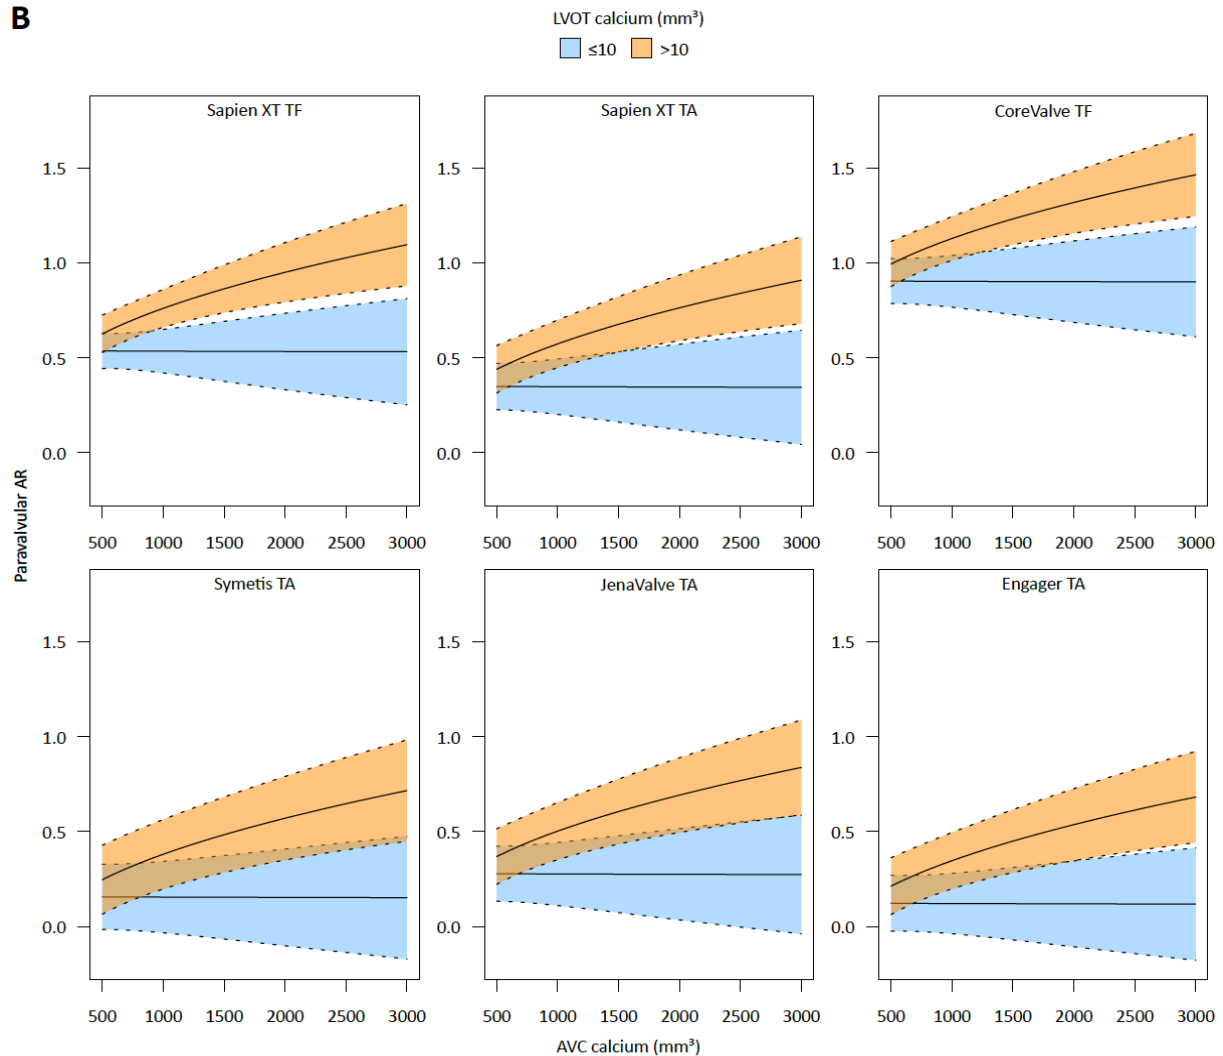 B
LVOT calcium (mm³)
≤10 >10
Sapien XT TF Sapien XT TA CoreValve TF
1.5 1.5 1.5
1.0 1.0 1.0
0.5 0.5 0.5
0.0 0.0 0.0
500 1000 1500 2000 2500 3000 500 1000 1500 2000 2500 3000 500 1000 1500 2000 2500 3000
Paravalvular AR
Symetis TA JenaValve TA Engager TA
1.5 1.5 1.5
1.0 1.0 1.0
0.5 0.5 0.5
0.0 0.0 0.0
500 1000 1500 2000 2500 3000 500 1000 1500 2000 2500 3000 500 1000 1500 2000 2500 3000
AVC calcium (mm³)